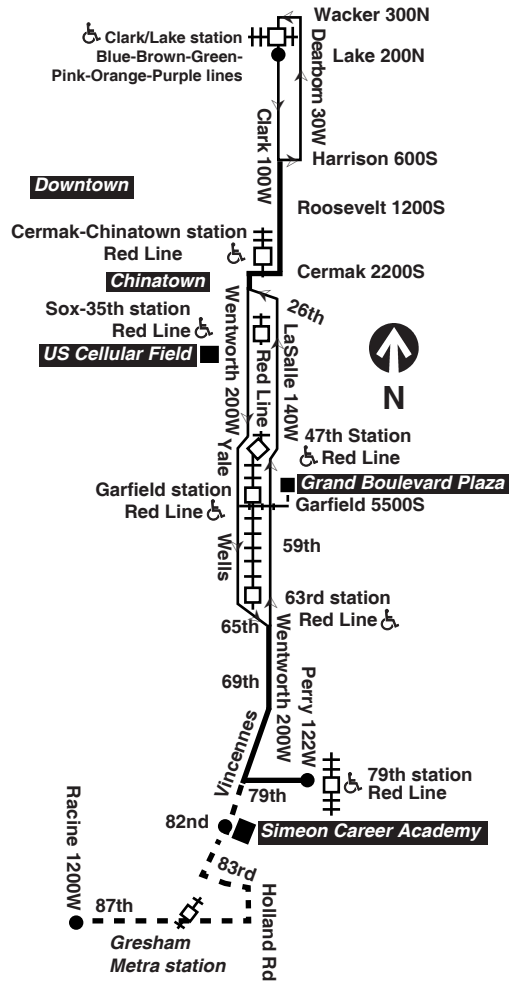 Wacker 300N
Clark/Lake station
Blue-Brown-Green-
Pink-Orange-Purple lines
Lake 200N
Dearborn 30W
Clark 100W
Harrison 600S
Downtown
Roosevelt 1200S
Cermak-Chinatown station
Red Line
Cermak 2200S
Chinatown
Sox-35th station
Red Line
US Cellular Field
Wentworth 200W
26th
Red Line
LaSalle 140W
N
47th Station
Red Line
Yale
Garfield station
Red Line
Grand Boulevard Plaza
Garfield 5500S
Wells
59th
63rd station
Red Line
65th
Wentworth 200W
69th
Perry 122W
Vincennes
79th
79th station
Red Line
82nd
Simeon Career Academy
83rd
Racine 1200W
87th
Holland Rd
Gresham
Metra station